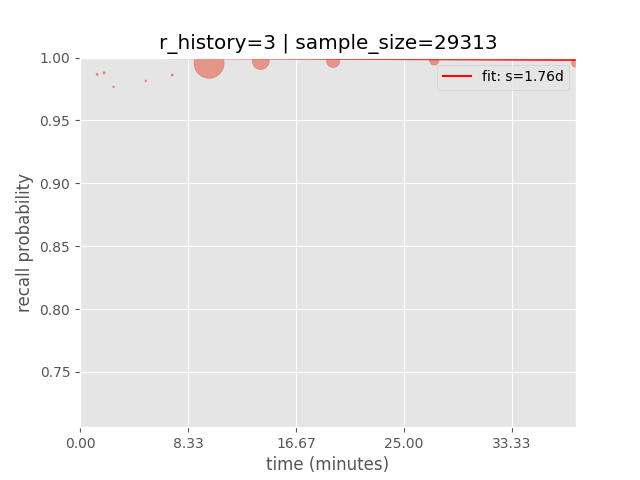 r_history=3 | sample_size=29313
1.00
0.95
0.90
0.85
0.80
0.75
recall probability
fit: s=1.76d
0.00
8.33
16.67
25.00
33.33
time (minutes)